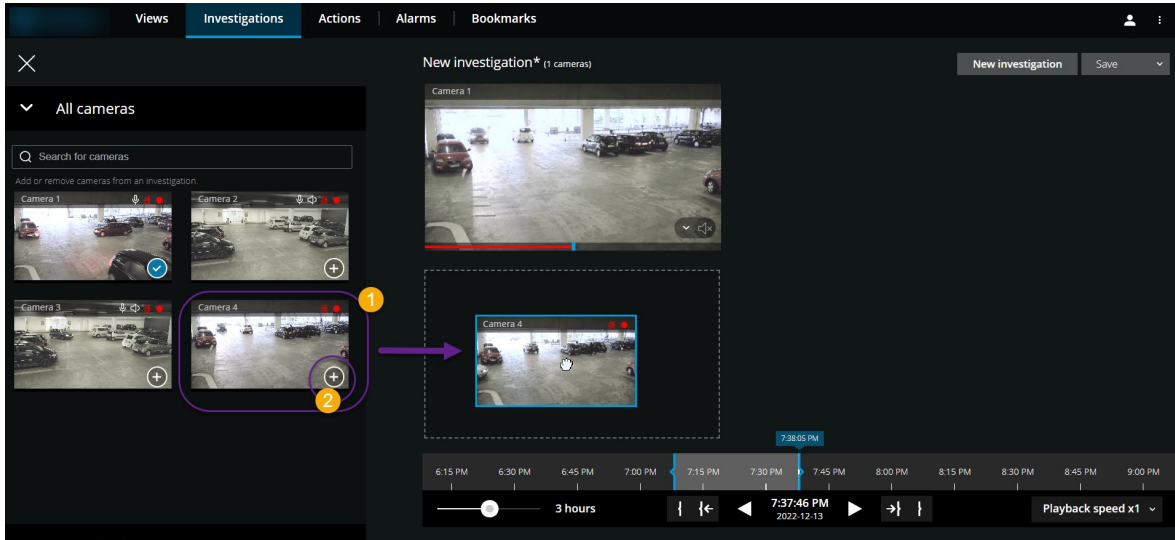 Views Investigations Actions Alarms Bookmarks
New investigation* (1 cameras)
New investigation Save
All cameras
Search for cameras
Add or remove cameras from an investigation.
Camera 1
Camera 2
Camera 3
Camera 4
1
2
Camera 1
Camera 4
7:38:05 PM
6:15 PM 6:30 PM 6:45 PM 7:00 PM 7:15 PM 7:30 PM 7:45 PM 8:00 PM 8:15 PM 8:30 PM 8:45 PM 9:00 PM
3 hours
7:37:46 PM
2022-12-13
Playback speed x1